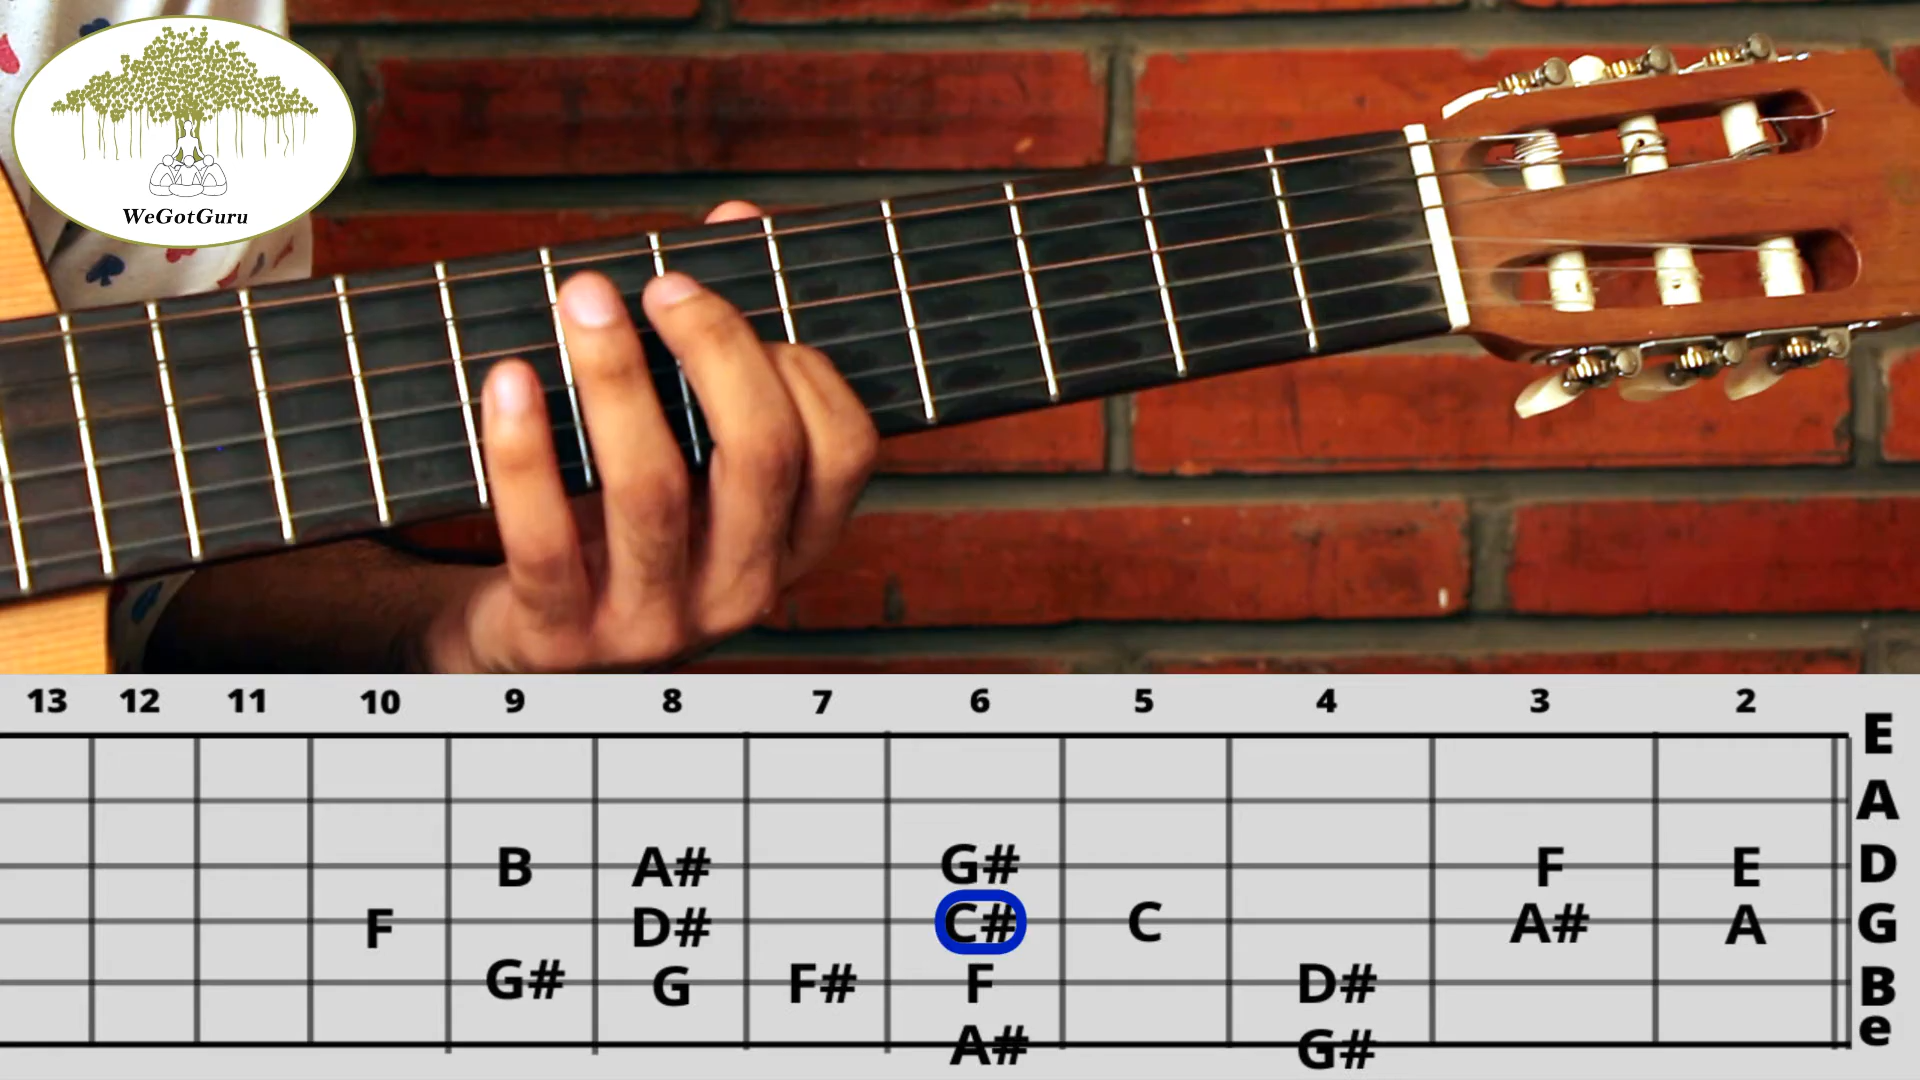 WeGotGuru
13 12 11 10 9 8 7 6 5 4 3 2
E
A
B A# G# F E D
F D# C# C A# A G
G# G F# F D# B
A# G# e